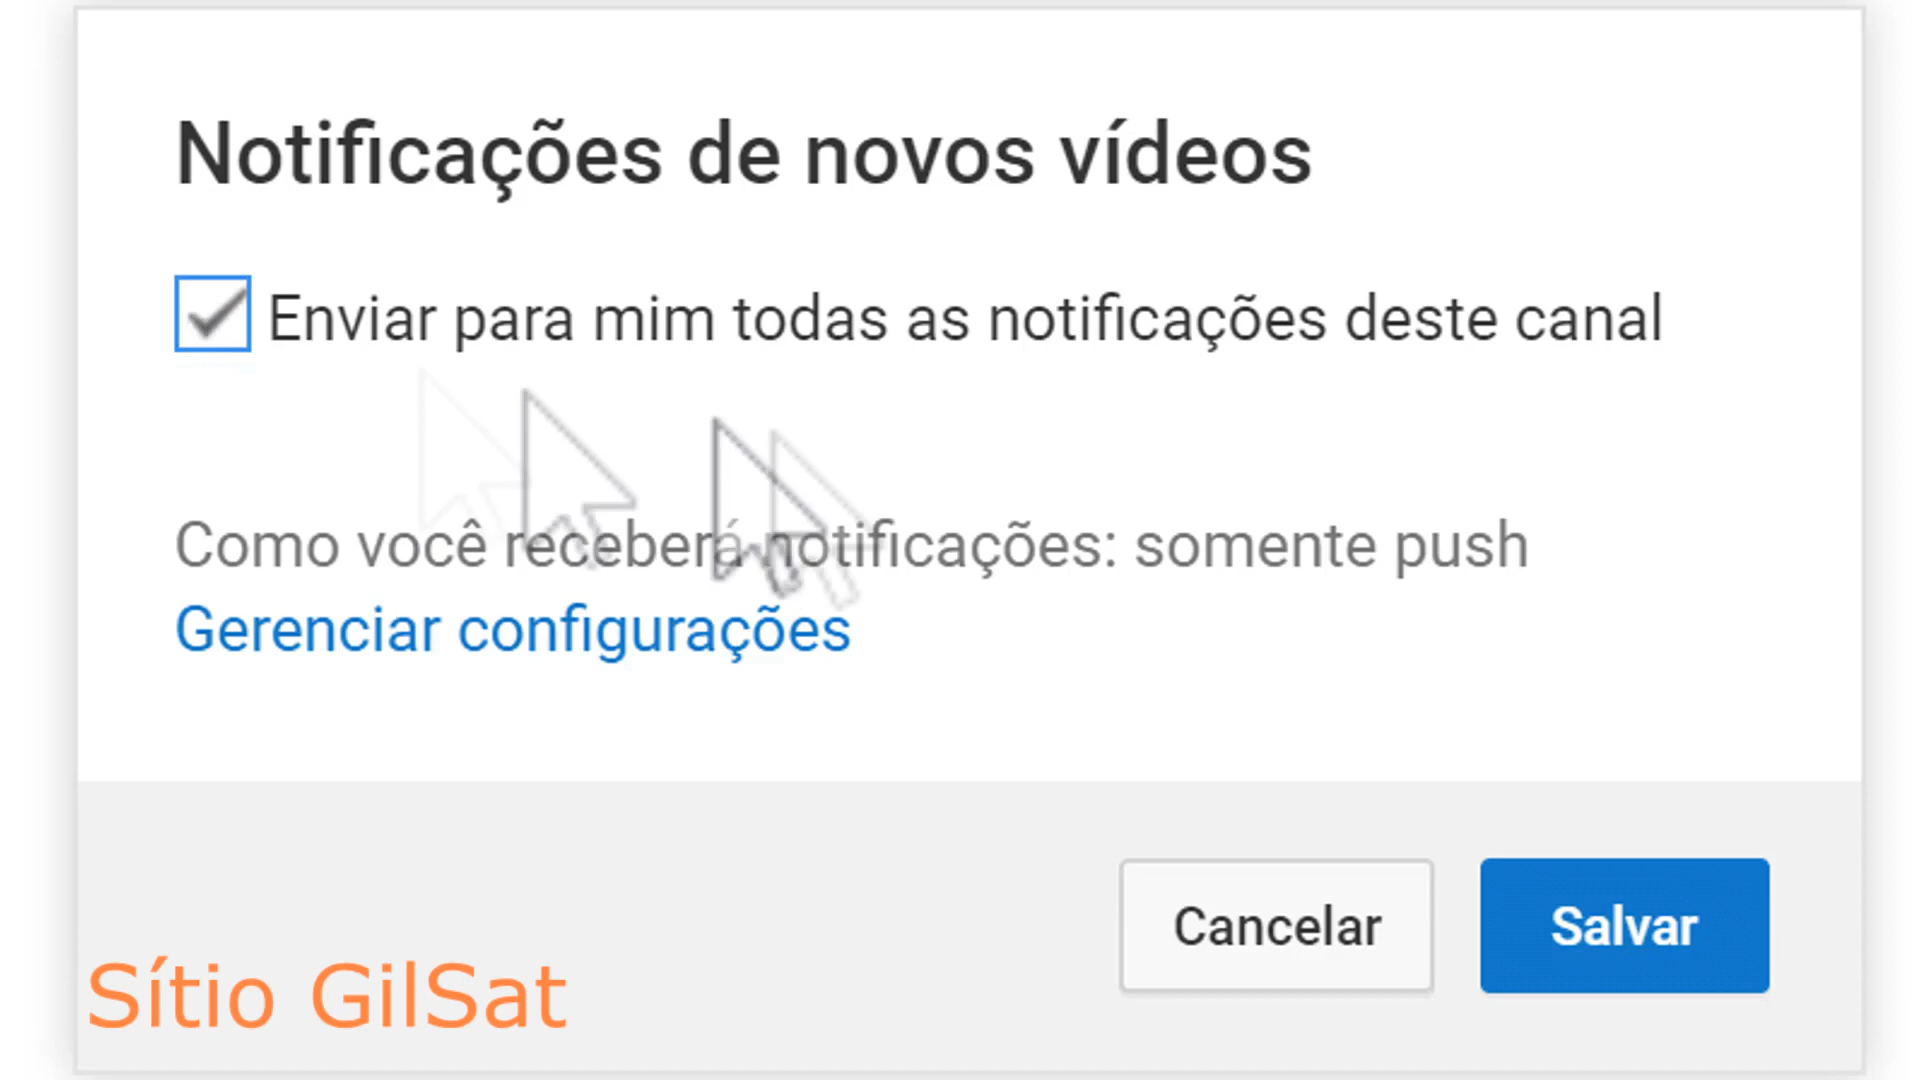 Notificações de novos vídeos
Enviar para mim todas as notificações deste canal
Como você receberá notificações: somente push
Gerenciar configurações
Cancelar
Salvar
Sítio GilSat